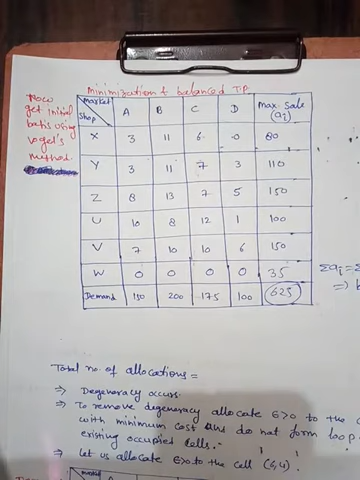 Minimization & balanced T.P
Now get initial basis using Vogel's method.
Market Shop A B C D Max Sale (ai)
X 3 11 6 0 80
Y 3 11 7 3 110
Z 8 13 7 5 150
U 10 8 12 1 100
V 7 10 10 6 150
W 0 0 0 0 35
Demand 150 200 175 100 625
Σai = Σ
=> b
Total no. of allocations =
=> Degeneracy occurs.
=> To remove degeneracy allocate ϵ>0 to the c
with minimum cost and do not form loop
existing occupied cells.
=> Let us allocate ϵ>0 to the cell (6,4).
Market